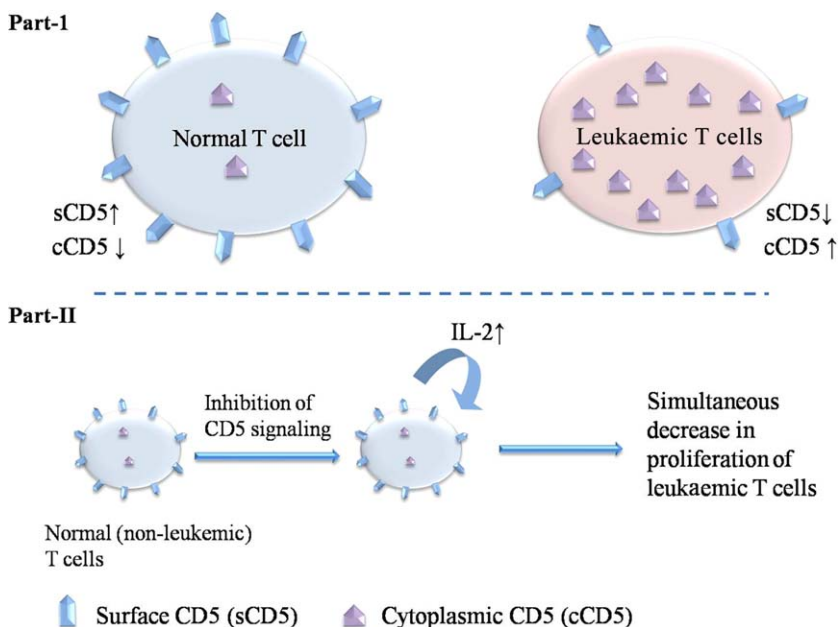 Part-1
Normal T cell
Leukaemic T cells
sCD5↑
cCD5 ↓
sCD5↓
cCD5 ↑
Part-II
IL-2↑
Inhibition of
CD5 signaling
Simultaneous
decrease in
proliferation of
leukaemic T cells
Normal (non-leukemic)
T cells
Surface CD5 (sCD5)
Cytoplasmic CD5 (cCD5)